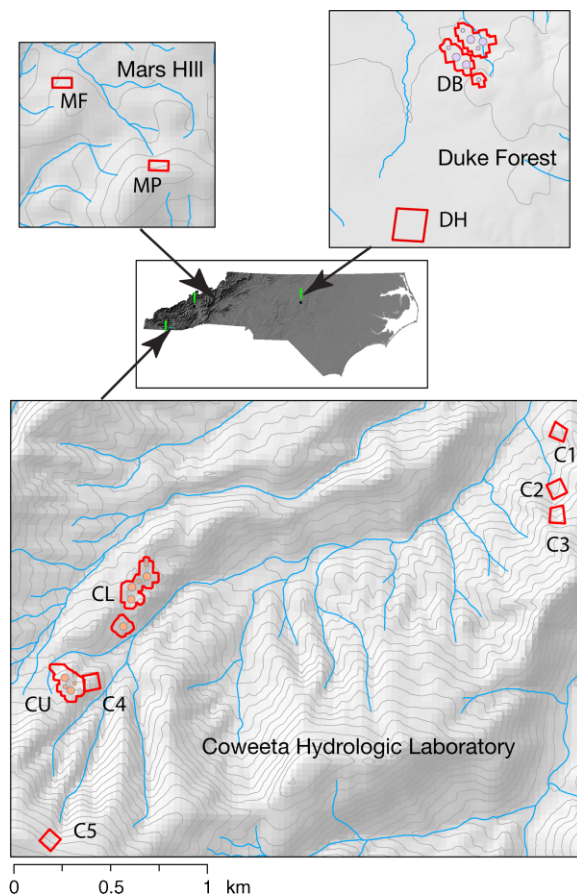 Mars HIll
MF
MP
DB
Duke Forest
DH
C1
C2
C3
CL
CU
C4
Coweeta Hydrologic Laboratory
C5
0 0.5 1 km